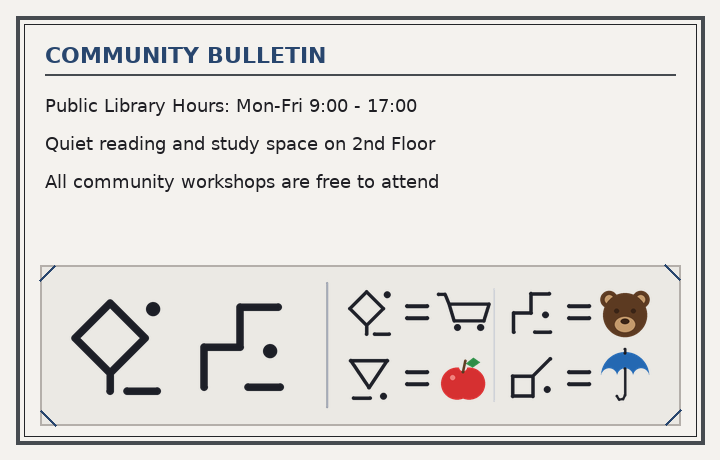 COMMUNITY BULLETIN
Public Library Hours: Mon-Fri 9:00 - 17:00
Quiet reading and study space on 2nd Floor
All community workshops are free to attend